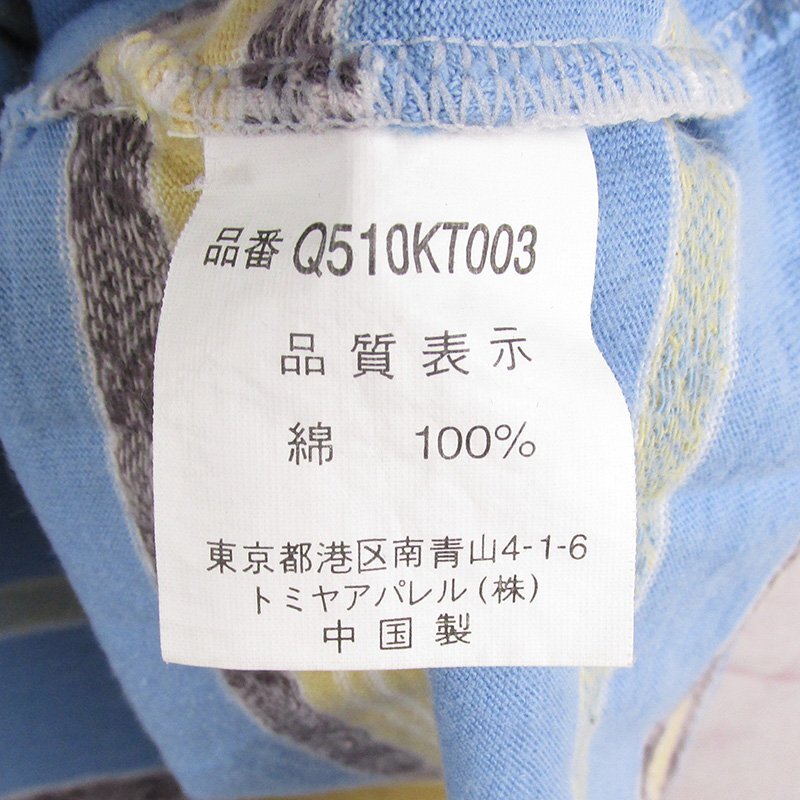 品番 Q510KT003
品質表示
綿 100%
東京都港区南青山4-1-6
トミヤアパレル(株)
中国製